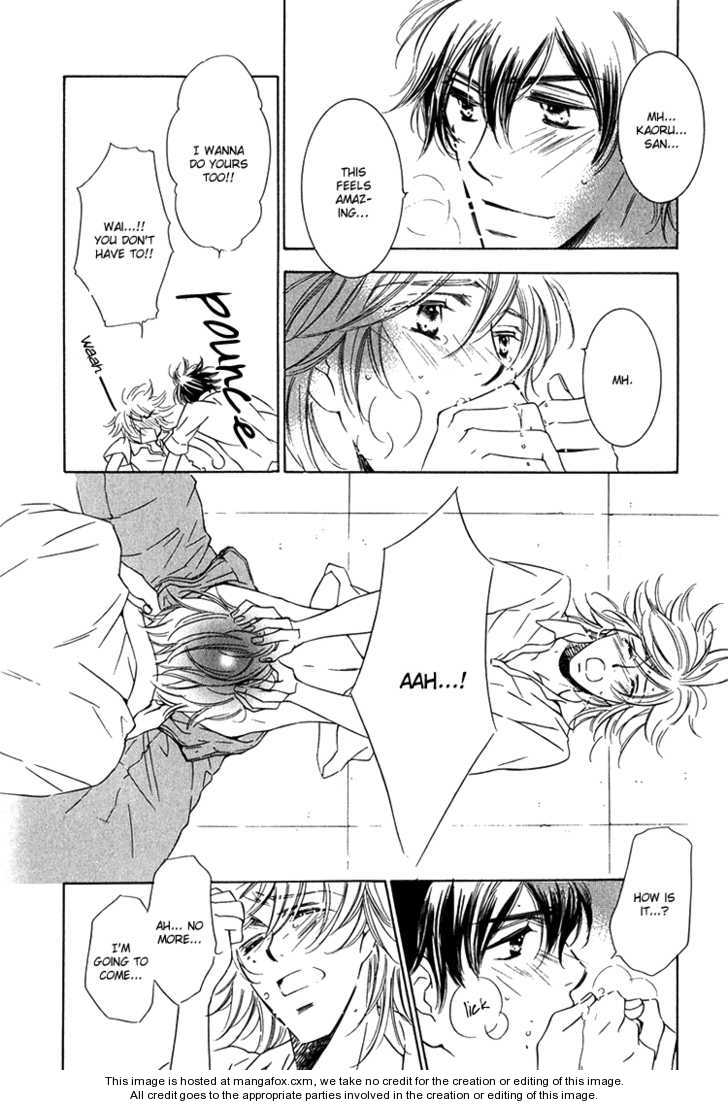 MH...
KAORU...
SAN...
THIS
FEELS
AMAZ-
ING...
I WANNA
DO YOURS
TOO!!
WAI...!!
YOU DON'T
HAVE TO!!
pounce
waah
MH.
AAH...!
HOW IS
IT...?
lick
AH... NO
MORE...
I'M
GOING TO
COME...
This image is hosted at mangafox.cxm, we take no credit for the creation or editing of this image.
All credit goes to the appropriate parties involved in the creation or editing of this image.